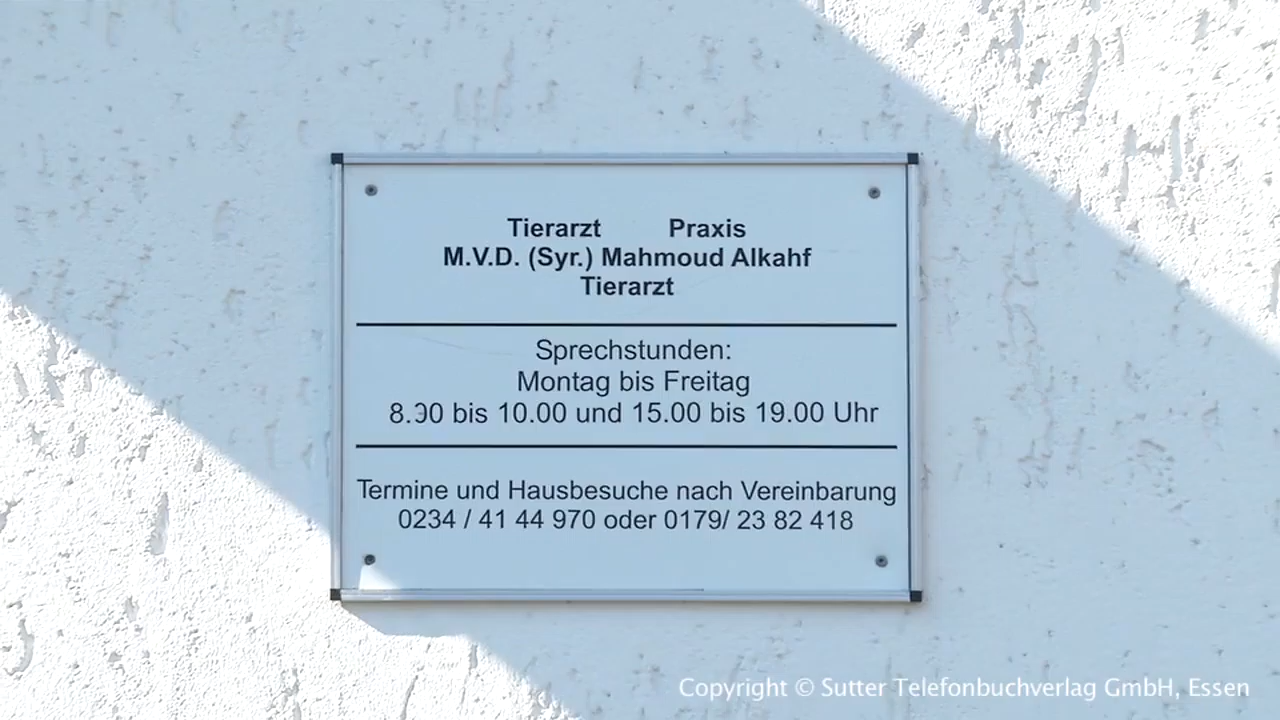 Tierarzt Praxis
M.V.D. (Syr.) Mahmoud Alkahf
Tierarzt
Sprechstunden:
Montag bis Freitag
8.30 bis 10.00 und 15.00 bis 19.00 Uhr
Termine und Hausbesuche nach Vereinbarung
0234 / 41 44 970 oder 0179/ 23 82 418
Copyright © Sutter Telefonbuchverlag GmbH, Essen